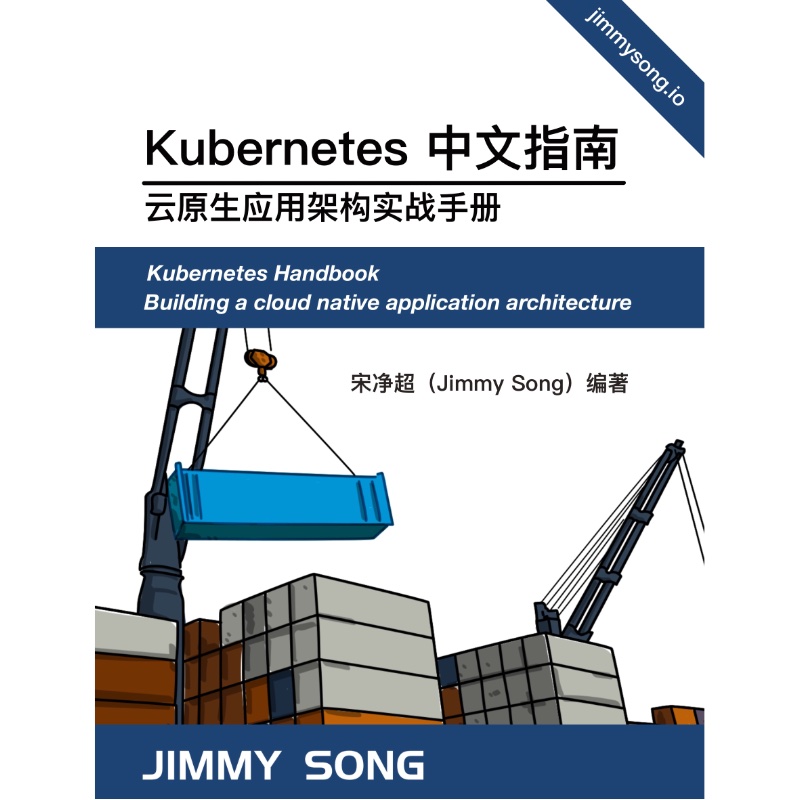 jimmysong.io
Kubernetes 中文指南
云原生应用架构实战手册
Kubernetes Handbook
Building a cloud native application architecture
宋净超（Jimmy Song）编著
JIMMY SONG